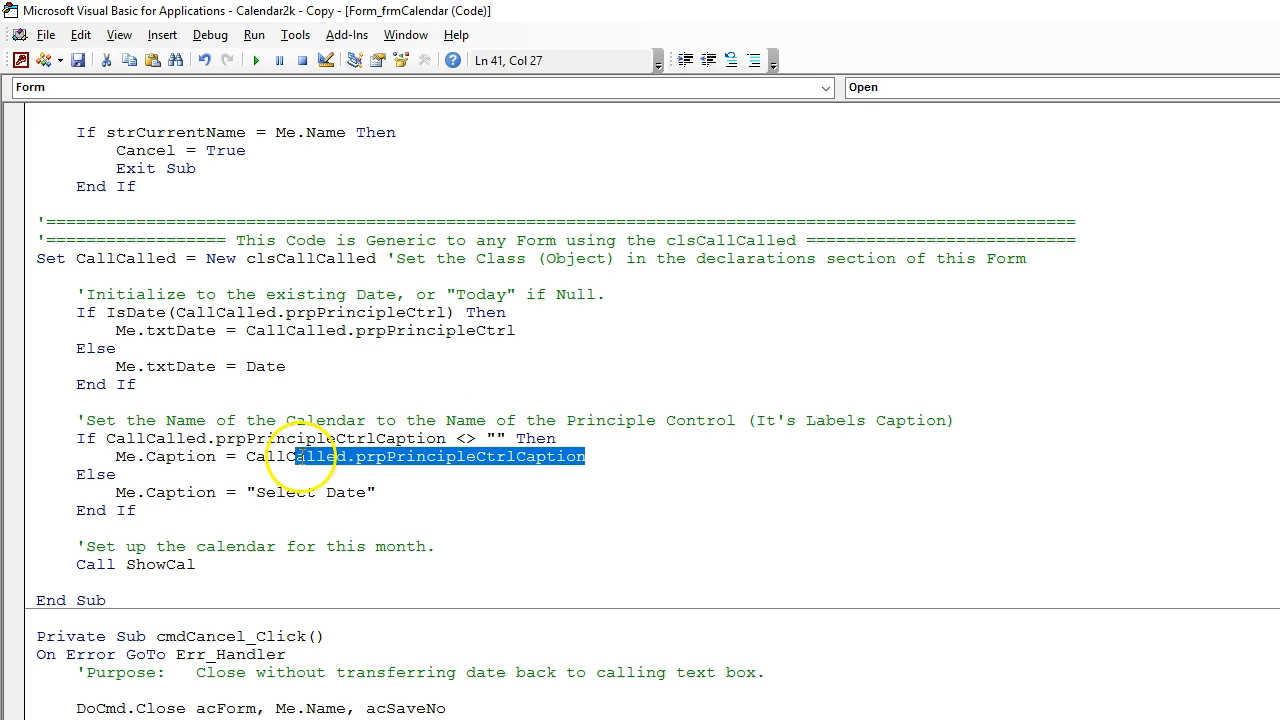 Microsoft Visual Basic for Applications - Calendar2k - Copy - [Form_frmCalendar (Code)]
File Edit View Insert Debug Run Tools Add-Ins Window Help
Ln 41, Col 27
Form Open
If strCurrentName = Me.Name Then
Cancel = True
Exit Sub
End If
'=======================================================================================================
'================== This Code is Generic to any Form using the clsCallCalled ===========================
Set CallCalled = New clsCallCalled 'Set the Class (Object) in the declarations section of this Form
'Initialize to the existing Date, or "Today" if Null.
If IsDate(CallCalled.prpPrincipleCtrl) Then
Me.txtDate = CallCalled.prpPrincipleCtrl
Else
Me.txtDate = Date
End If
'Set the Name of the Calendar to the Name of the Principle Control (It's Labels Caption)
If CallCalled.prpPrincipleCtrlCaption <> "" Then
Me.Caption = CallCalled.prpPrincipleCtrlCaption
Else
Me.Caption = "Select Date"
End If
'Set up the calendar for this month.
Call ShowCal
End Sub
Private Sub cmdCancel_Click()
On Error GoTo Err_Handler
'Purpose: Close without transferring date back to calling text box.
DoCmd.Close acForm, Me.Name, acSaveNo